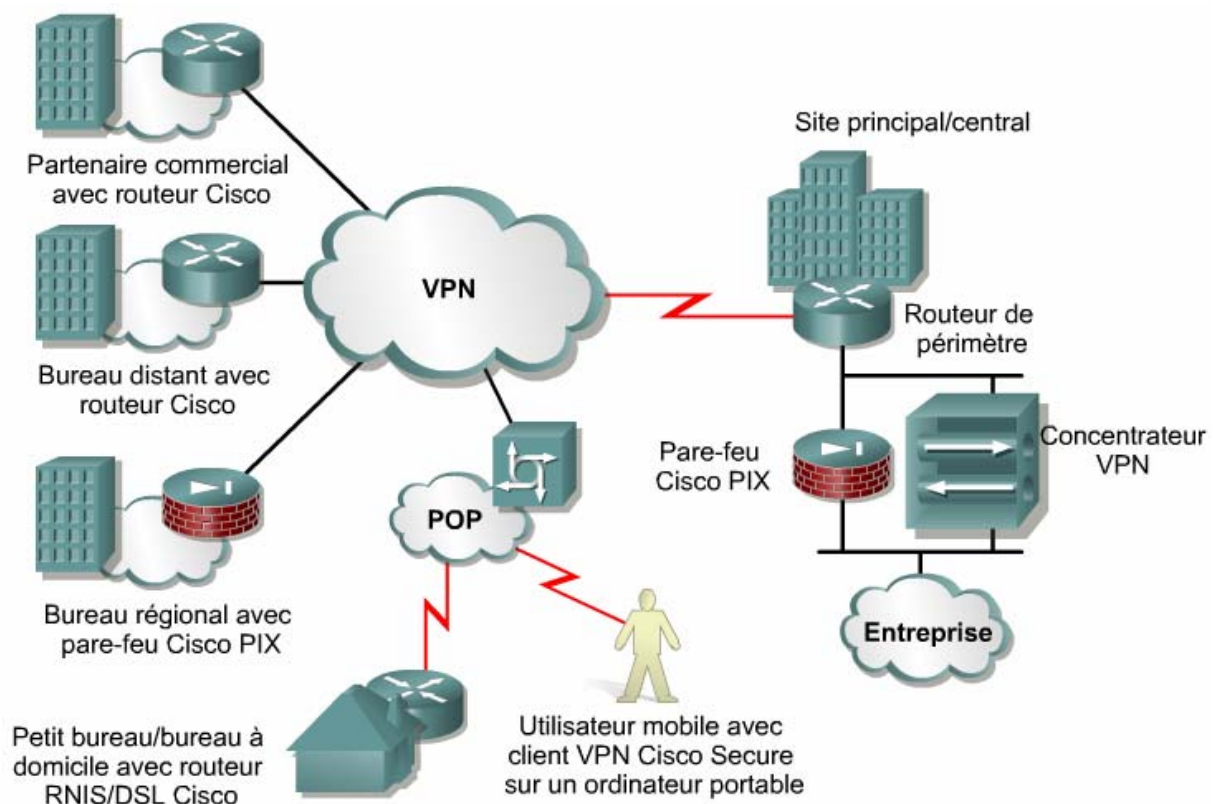 Partenaire commercial
avec routeur Cisco
Site principal/central
VPN
Bureau distant avec
routeur Cisco
Routeur de
périmètre
Pare-feu
Cisco PIX
Concentrateur
VPN
POP
Bureau régional avec
pare-feu Cisco PIX
Entreprise
Petit bureau/bureau à
domicile avec routeur
RNIS/DSL Cisco
Utilisateur mobile avec
client VPN Cisco Secure
sur un ordinateur portable